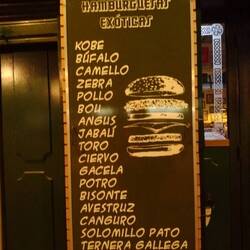 HAMBURGUESAS
EXÓTICAS
KOBE
BÚFALO
CAMELLO
ZEBRA
POLLO
BOU
ANGUS
JABALÍ
TORO
CIERVO
GACELA
POTRO
BISONTE
AVESTRUZ
CANGURO
SOLOMILLO PATO
TERNERA GALLEGA